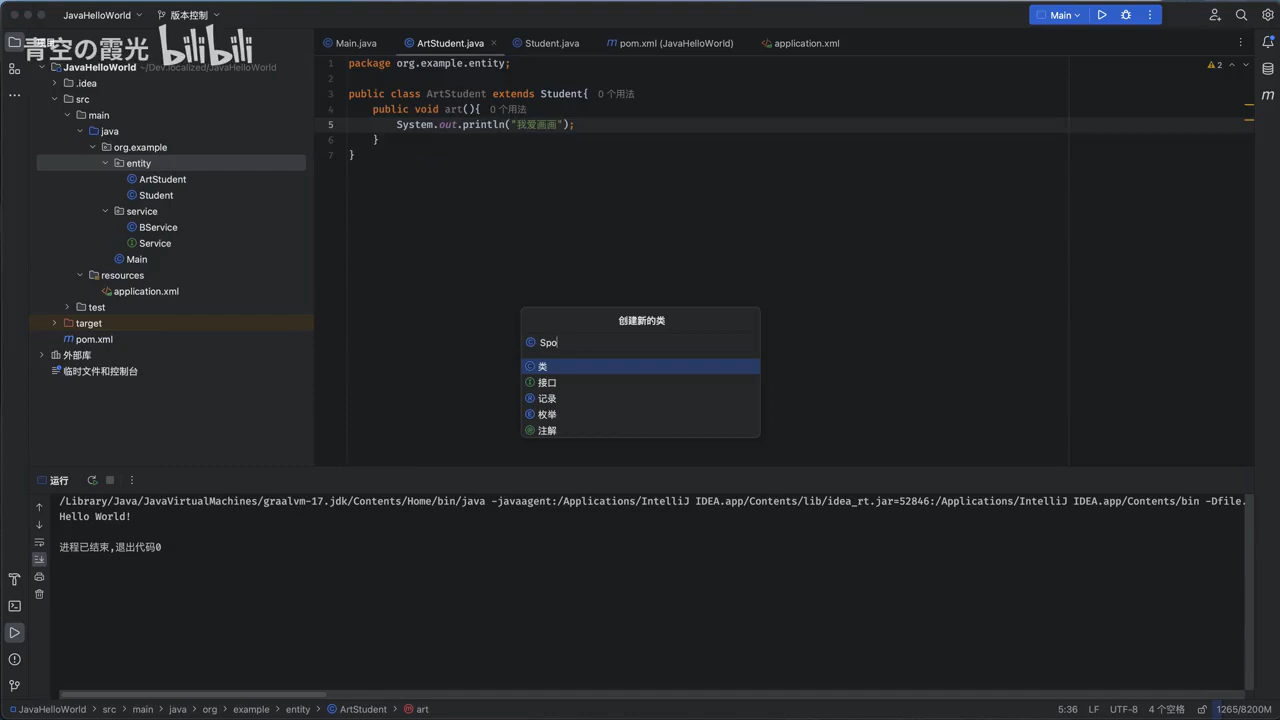 JavaHelloWorld
版本控制
Main
青空の霞光 bilibili
Main.java
ArtStudent.java
Student.java
pom.xml (JavaHelloWorld)
application.xml
JavaHelloWorld ~/Dev.localized/JavaHelloWorld
.idea
src
main
java
org.example
entity
ArtStudent
Student
service
BService
Service
Main
resources
application.xml
test
target
pom.xml
外部库
临时文件和控制台
1 package org.example.entity;
2
3 public class ArtStudent extends Student{ 0个用法
4 public void art(){ 0个用法
5 System.out.println("我爱画画");
6 }
7 }
2
创建新的类
Spo
类
接口
记录
枚举
注解
运行
/Library/Java/JavaVirtualMachines/graalvm-17.jdk/Contents/Home/bin/java -javaagent:/Applications/IntelliJ IDEA.app/Contents/lib/idea_rt.jar=52846:/Applications/IntelliJ IDEA.app/Contents/bin -Dfile.
Hello World!
进程已结束,退出代码0
JavaHelloWorld > src > main > java > org > example > entity > ArtStudent > art
5:36 LF UTF-8 4个空格 1265/8200M